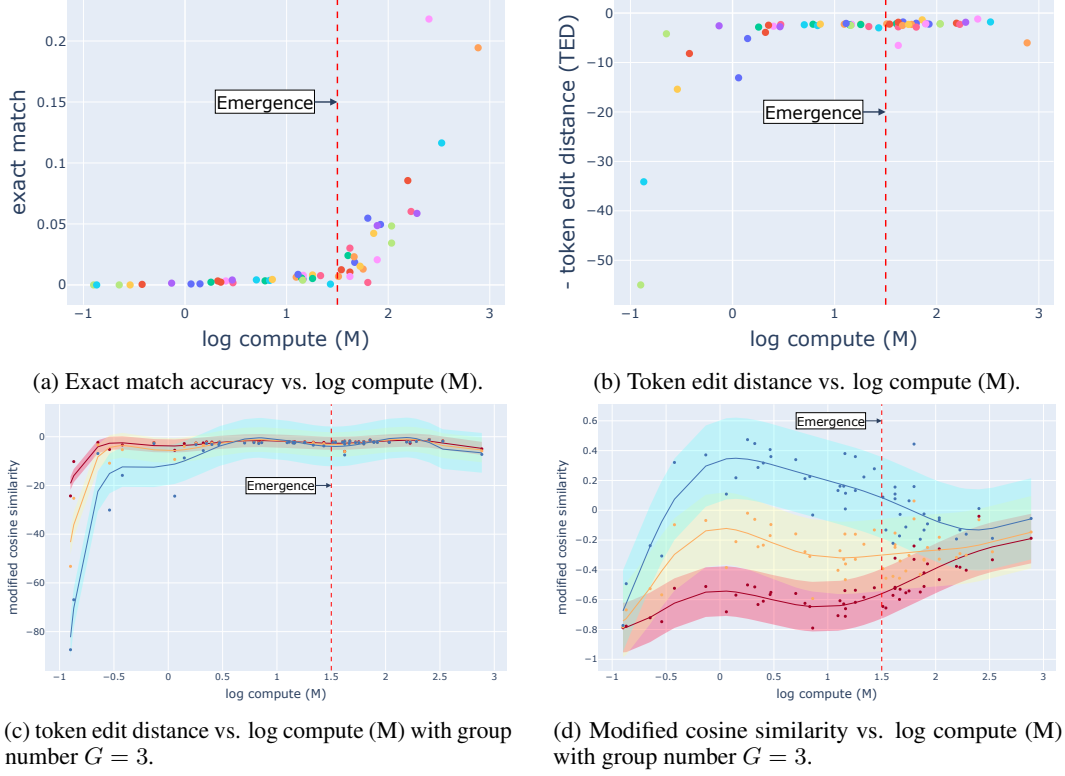 0.2
0.15
0.1
0.05
0
exact match
Emergence
−1 0 1 2 3
log compute (M)
0
−10
−20
−30
−40
−50
- token edit distance (TED)
Emergence
−1 0 1 2 3
log compute (M)
(a) Exact match accuracy vs. log compute (M).
(b) Token edit distance vs. log compute (M).
0
−20
−40
−60
−80
modified cosine similarity
Emergence
−1 −0.5 0 0.5 1 1.5 2 2.5 3
log compute (M)
0.6
0.4
0.2
0
−0.2
−0.4
−0.6
−0.8
−1
modified cosine similarity
Emergence
−1 −0.5 0 0.5 1 1.5 2 2.5 3
log compute (M)
(c) token edit distance vs. log compute (M) with group
number G = 3.
(d) Modified cosine similarity vs. log compute (M)
with group number G = 3.